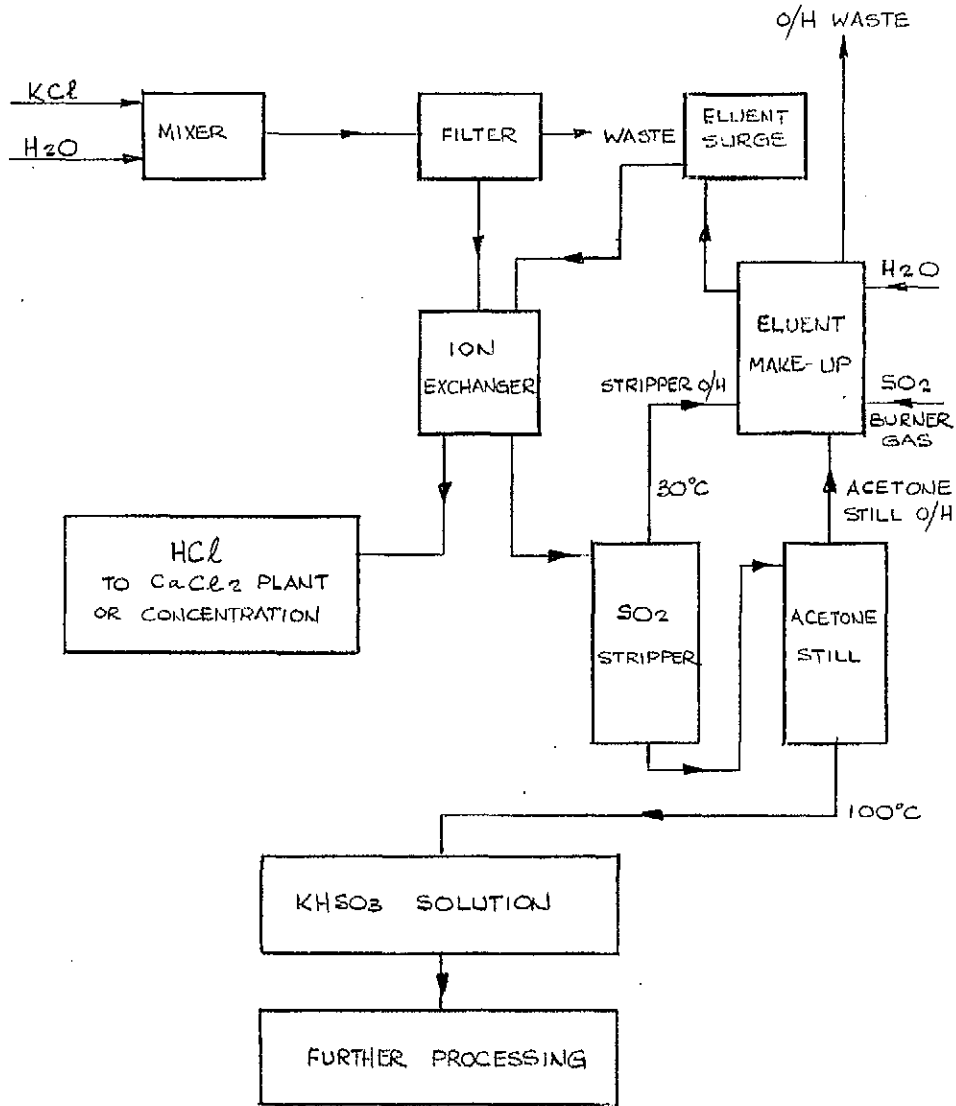 O/H WASTE
KCl
H2O
MIXER
FILTER
WASTE
ELUENT
SURGE
H2O
ELUENT
MAKE-UP
SO2
BURNER
GAS
ION
EXCHANGER
STRIPPER O/H
30°C
ACETONE
STILL O/H
HCl
TO CaCl2 PLANT
OR CONCENTRATION
SO2
STRIPPER
ACETONE
STILL
100°C
KHSO3 SOLUTION
FURTHER PROCESSING